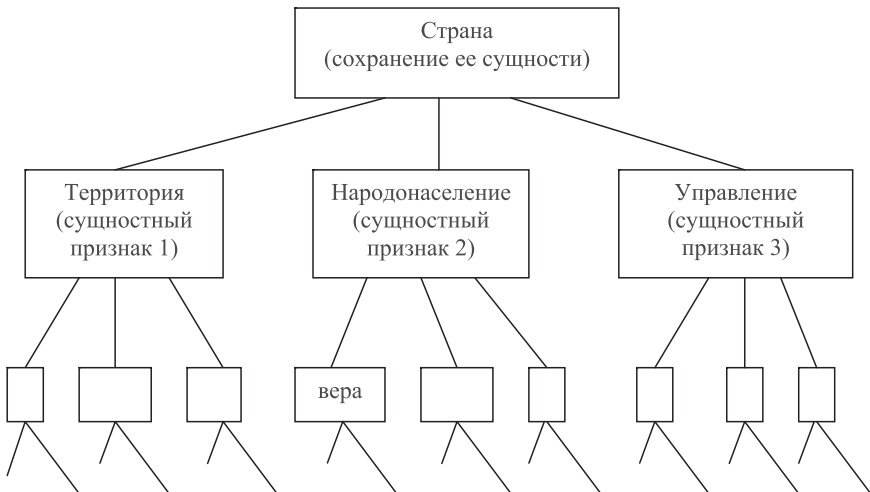 Страна
(сохранение ее сущности)
Территория
(сущностный
признак 1)
Народонаселение
(сущностный
признак 2)
Управление
(сущностный
признак 3)
вера